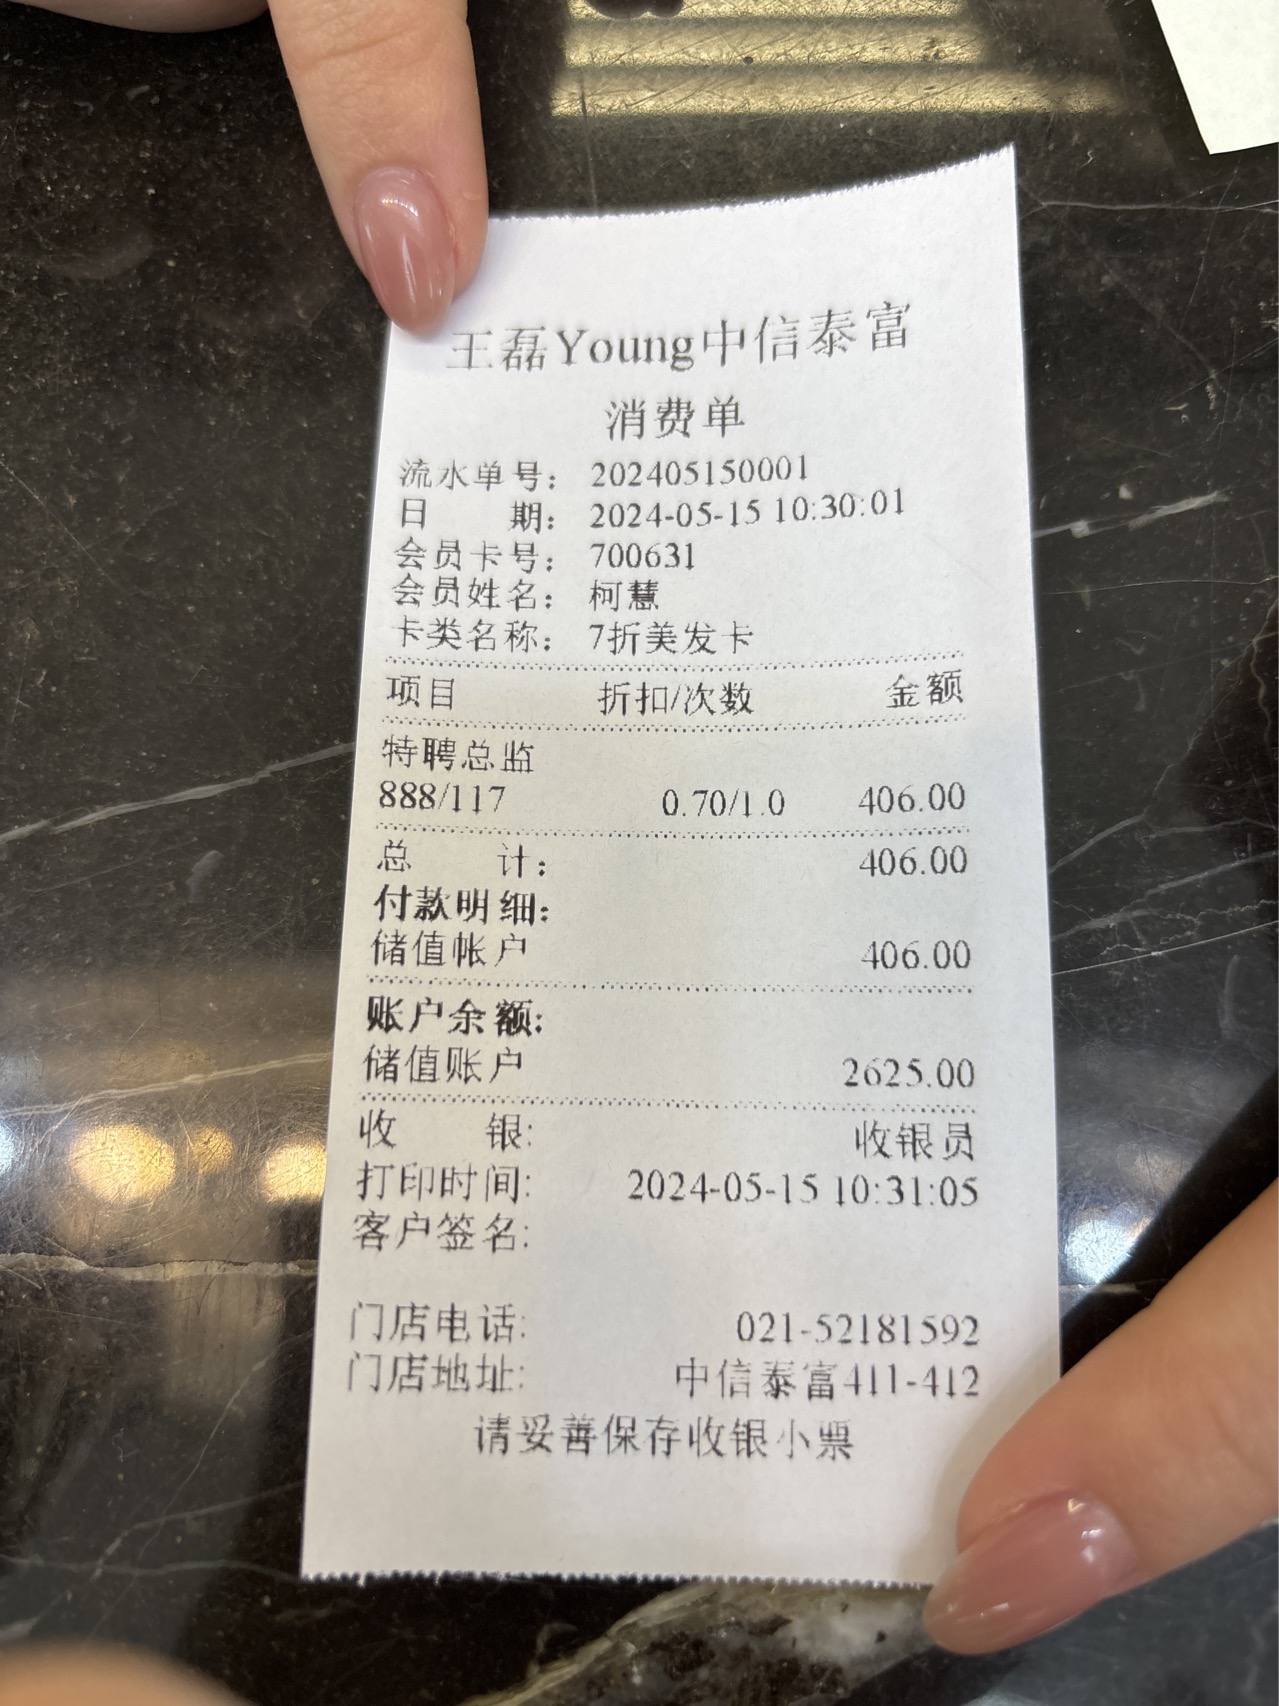 王磊Young中信泰富
消费单
流水单号： 202405150001
日 期： 2024-05-15 10:30:01
会员卡号： 700631
会员姓名： 柯慧
卡类名称： 7折美发卡
项目 折扣/次数 金额
特聘总监
888/117 0.70/1.0 406.00
总 计： 406.00
付款明细：
储值帐户 406.00
账户余额:
储值账户 2625.00
收 银: 收银员
打印时间: 2024-05-15 10:31:05
客户签名:
门店电话: 021-52181592
门店地址: 中信泰富411-412
请妥善保存收银小票